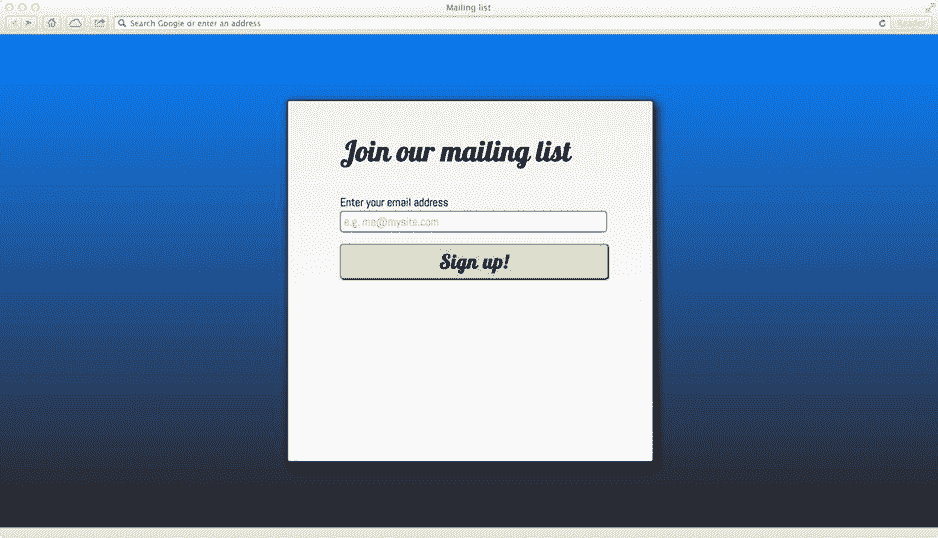 Mailing list
Search Google or enter an address
Reader
Join our mailing list
Enter your email address
e.g. me@mysite.com
Sign up!